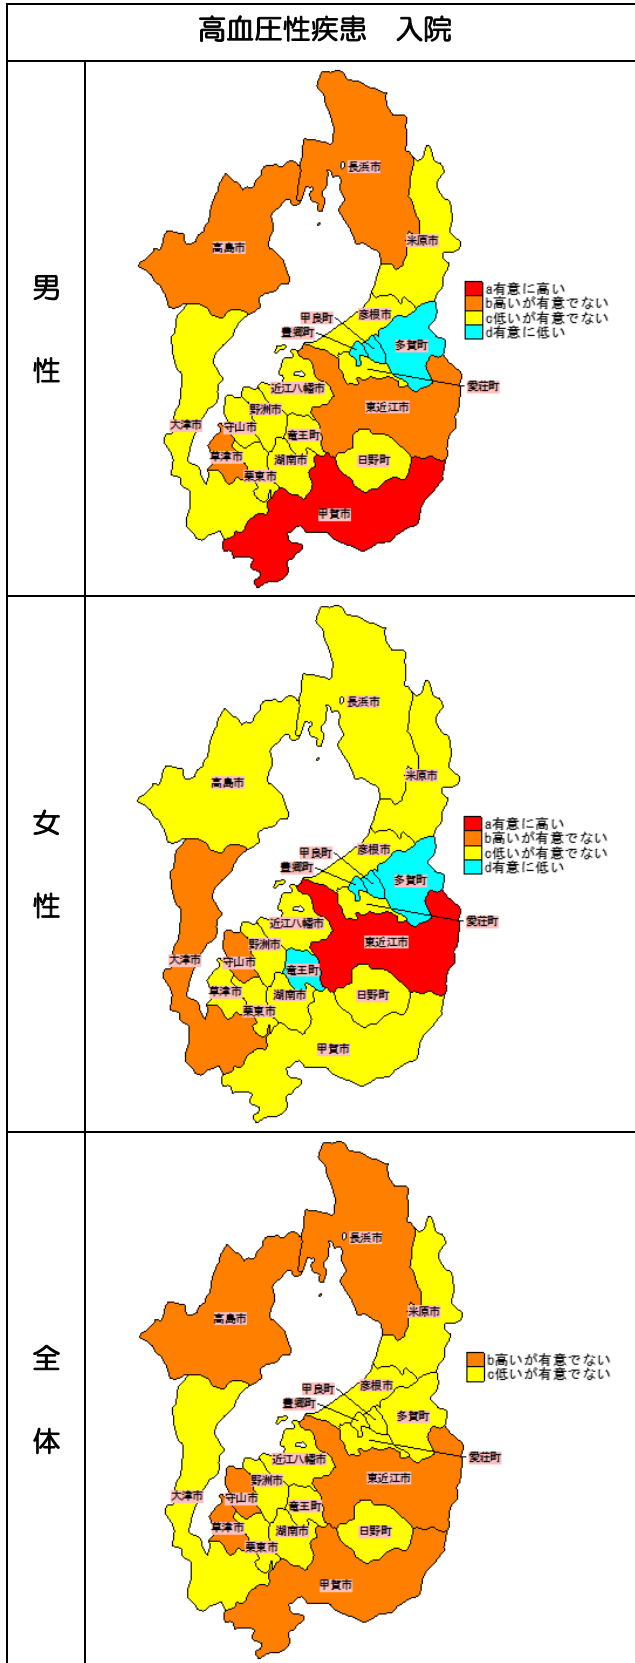 高血圧性疾患　入院
男性
長浜市
高島市
米原市
a有意に高い
b高いが有意でない
c低いが有意でない
d有意に低い
甲良町
彦根市
豊郷町
多賀町
愛荘町
近江八幡市
東近江市
野洲市
大津市
守山市
竜王町
草津市
湖南市
日野町
栗東市
甲賀市
女性
長浜市
高島市
米原市
a有意に高い
b高いが有意でない
c低いが有意でない
d有意に低い
甲良町
彦根市
豊郷町
多賀町
愛荘町
近江八幡市
東近江市
野洲市
大津市
守山市
竜王町
草津市
湖南市
日野町
栗東市
甲賀市
全体
長浜市
高島市
米原市
b高いが有意でない
c低いが有意でない
甲良町
彦根市
豊郷町
多賀町
愛荘町
近江八幡市
東近江市
野洲市
大津市
守山市
竜王町
草津市
湖南市
日野町
栗東市
甲賀市